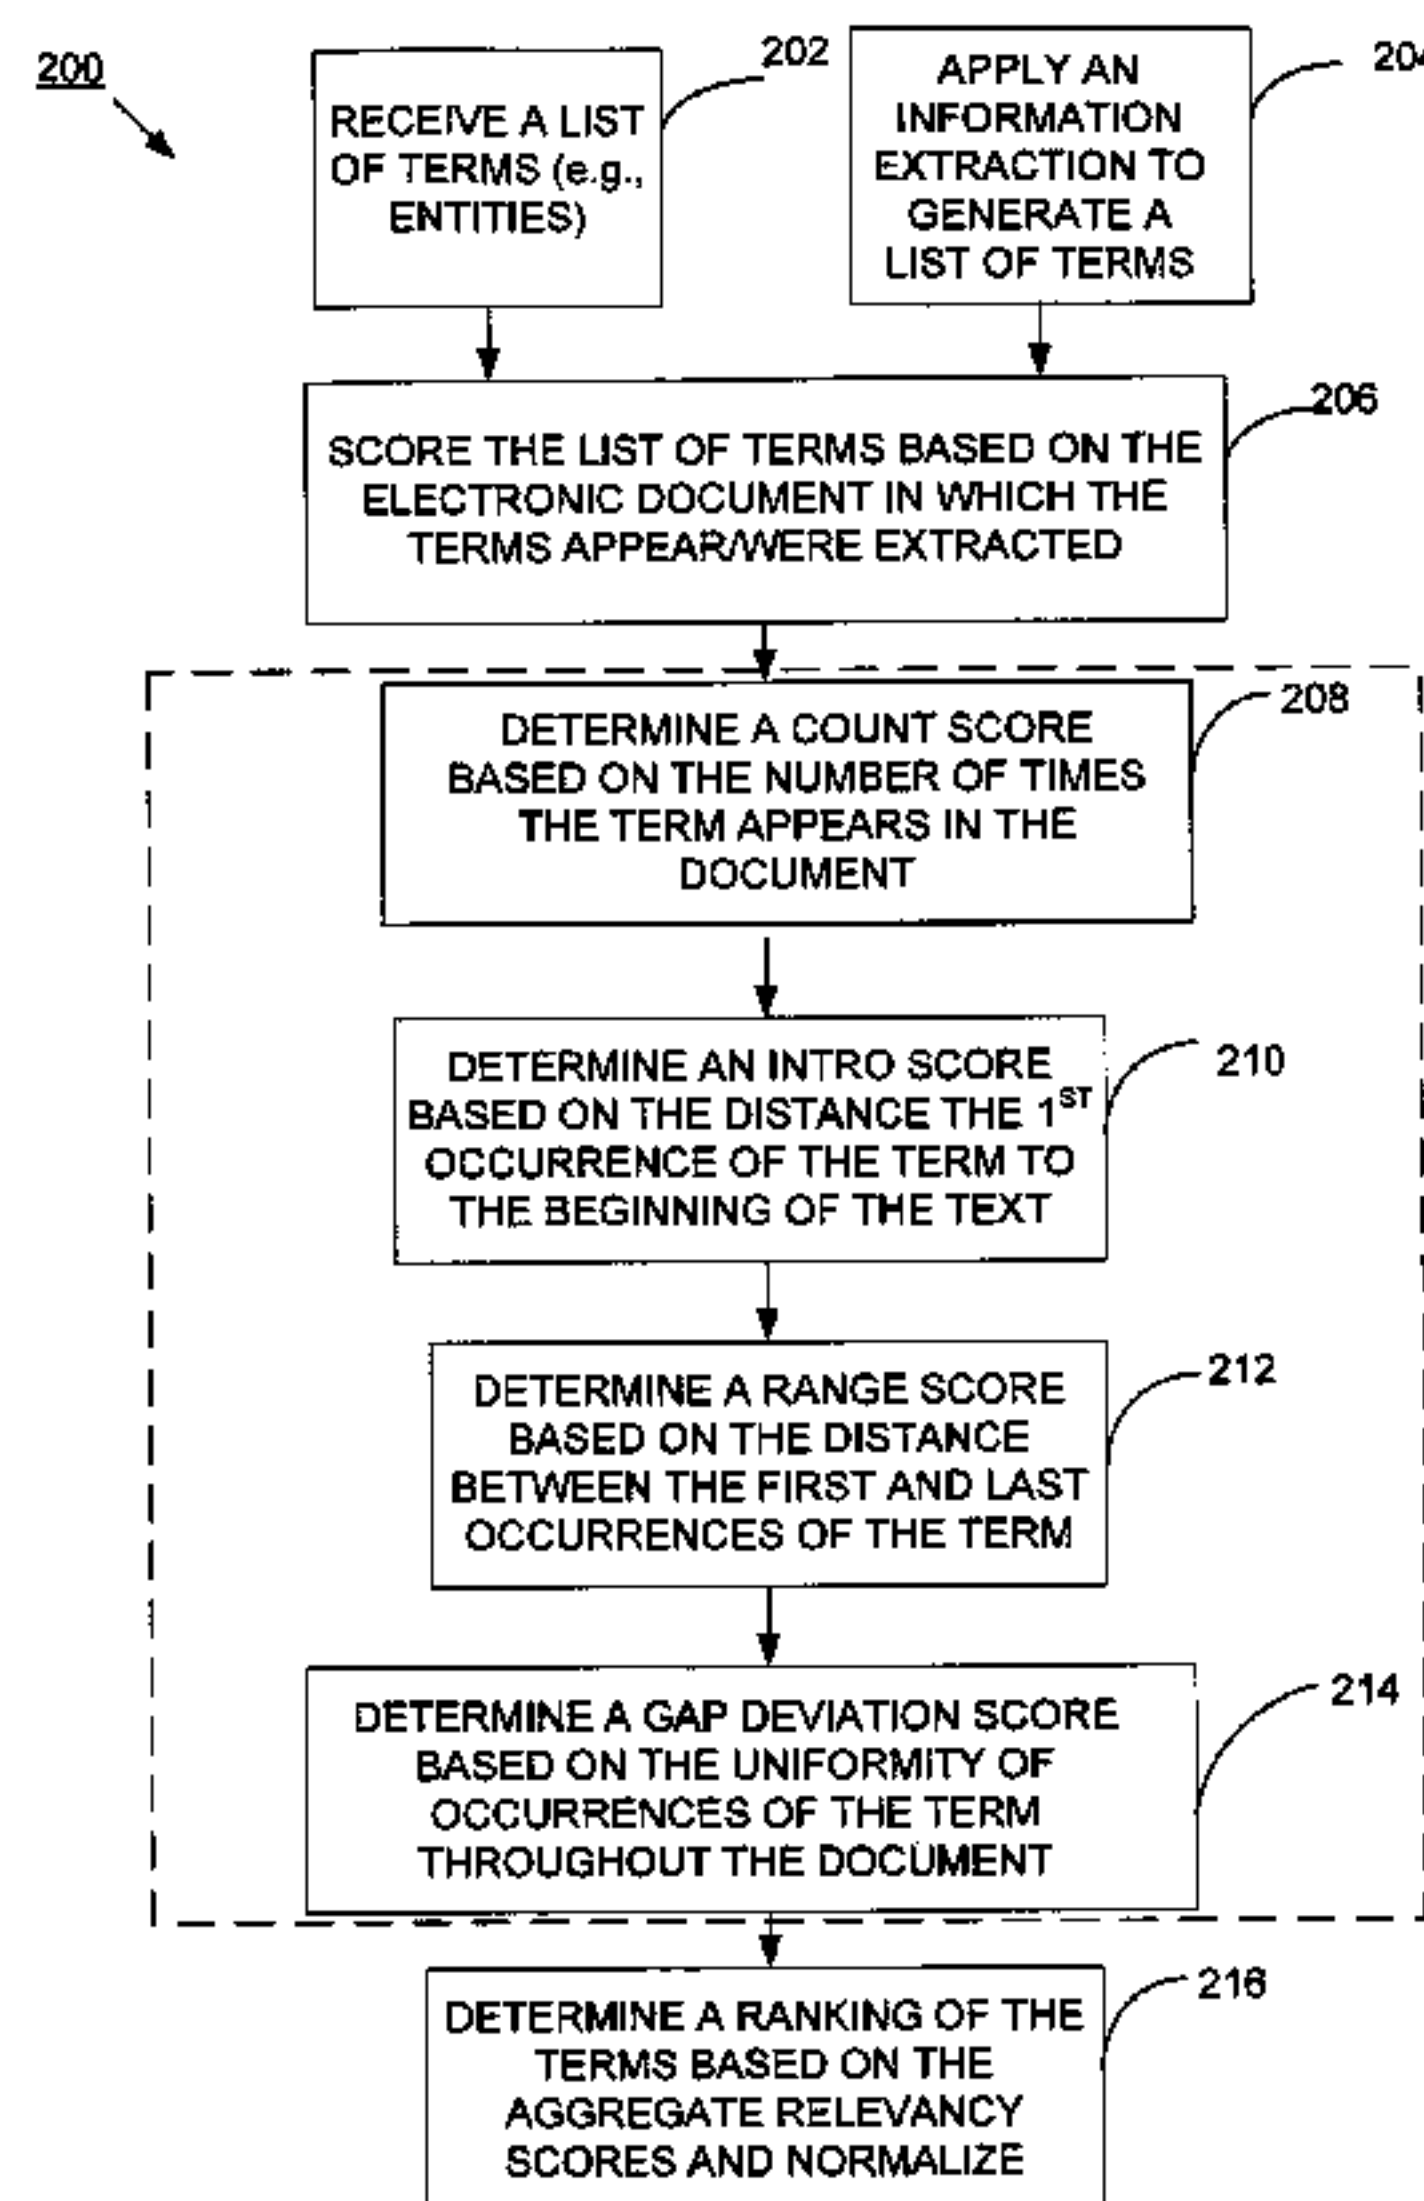 200
202
RECEIVE A LIST
OF TERMS (e.g.,
ENTITIES)
204
APPLY AN
INFORMATION
EXTRACTION TO
GENERATE A
LIST OF TERMS
206
SCORE THE LIST OF TERMS BASED ON THE
ELECTRONIC DOCUMENT IN WHICH THE
TERMS APPEAR/WERE EXTRACTED
208
DETERMINE A COUNT SCORE
BASED ON THE NUMBER OF TIMES
THE TERM APPEARS IN THE
DOCUMENT
210
DETERMINE AN INTRO SCORE
BASED ON THE DISTANCE THE 1ST
OCCURRENCE OF THE TERM TO
THE BEGINNING OF THE TEXT
212
DETERMINE A RANGE SCORE
BASED ON THE DISTANCE
BETWEEN THE FIRST AND LAST
OCCURRENCES OF THE TERM
214
DETERMINE A GAP DEVIATION SCORE
BASED ON THE UNIFORMITY OF
OCCURRENCES OF THE TERM
THROUGHOUT THE DOCUMENT
216
DETERMINE A RANKING OF THE
TERMS BASED ON THE
AGGREGATE RELEVANCY
SCORES AND NORMALIZE